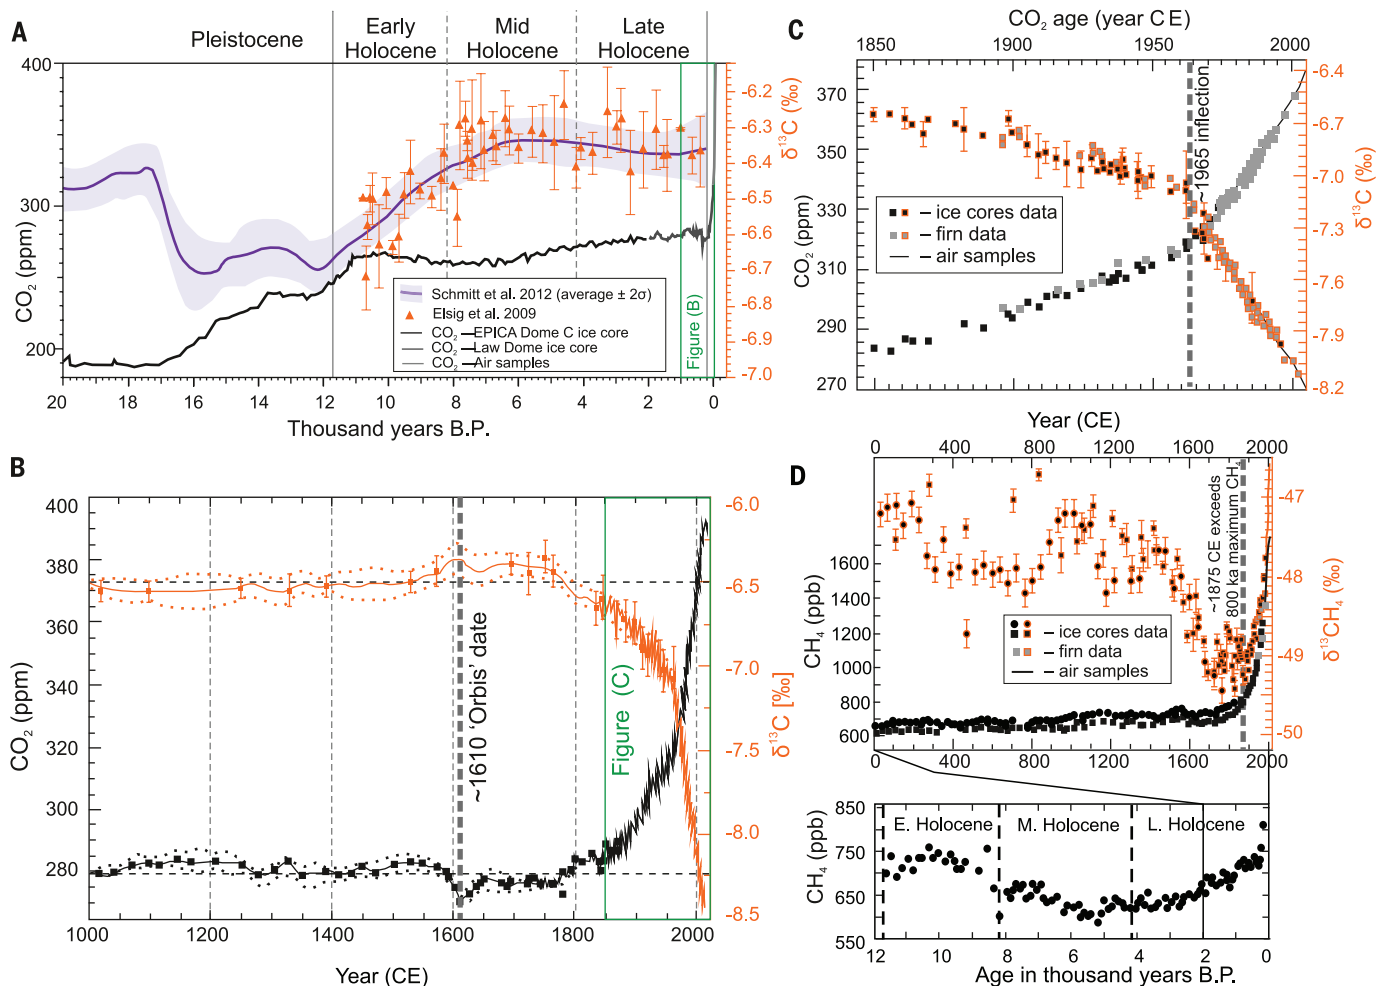 A
Pleistocene
Early
Holocene
Mid
Holocene
Late
Holocene
400
300
200
CO₂ (ppm)
-6.2
-6.3
-6.4
-6.5
-6.6
-6.7
-6.8
-6.9
-7.0
δ¹³C (‰)
Schmitt et al. 2012 (average ± 2σ)
Elsig et al. 2009
CO₂ — EPICA Dome C ice core
CO₂ — Law Dome ice core
CO₂ — Air samples
Figure (B)
20 18 16 14 12 10 8 6 4 2 0
Thousand years B.P.
B
400
380
360
340
320
300
280
260
CO₂ (ppm)
-6.0
-6.5
-7.0
-7.5
-8.0
-8.5
δ¹³C [‰]
~1610 ‘Orbis’ date
Figure (C)
1000 1200 1400 1600 1800 2000
Year (CE)
C
CO₂ age (year CE)
1850 1900 1950 2000
370
350
330
310
290
270
CO₂ (ppm)
-6.4
-6.7
-7.0
-7.3
-7.6
-7.9
-8.2
δ¹³C (‰)
~1965 inflection
– ice cores data
– firn data
– air samples
Year (CE)
0 400 600 800 1200 1600 2000
D
1600
1400
1200
1000
800
600
CH₄ (ppb)
-47
-48
-49
-50
δ¹³CH₄ (‰)
~1875 CE exceeds
800 ka maximum CH₄
– ice cores data
– firn data
– air samples
0 400 600 800 1200 1600 2000
850
750
650
550
CH₄ (ppb)
E. Holocene
M. Holocene
L. Holocene
12 10 8 6 4 2 0
Age in thousand years B.P.